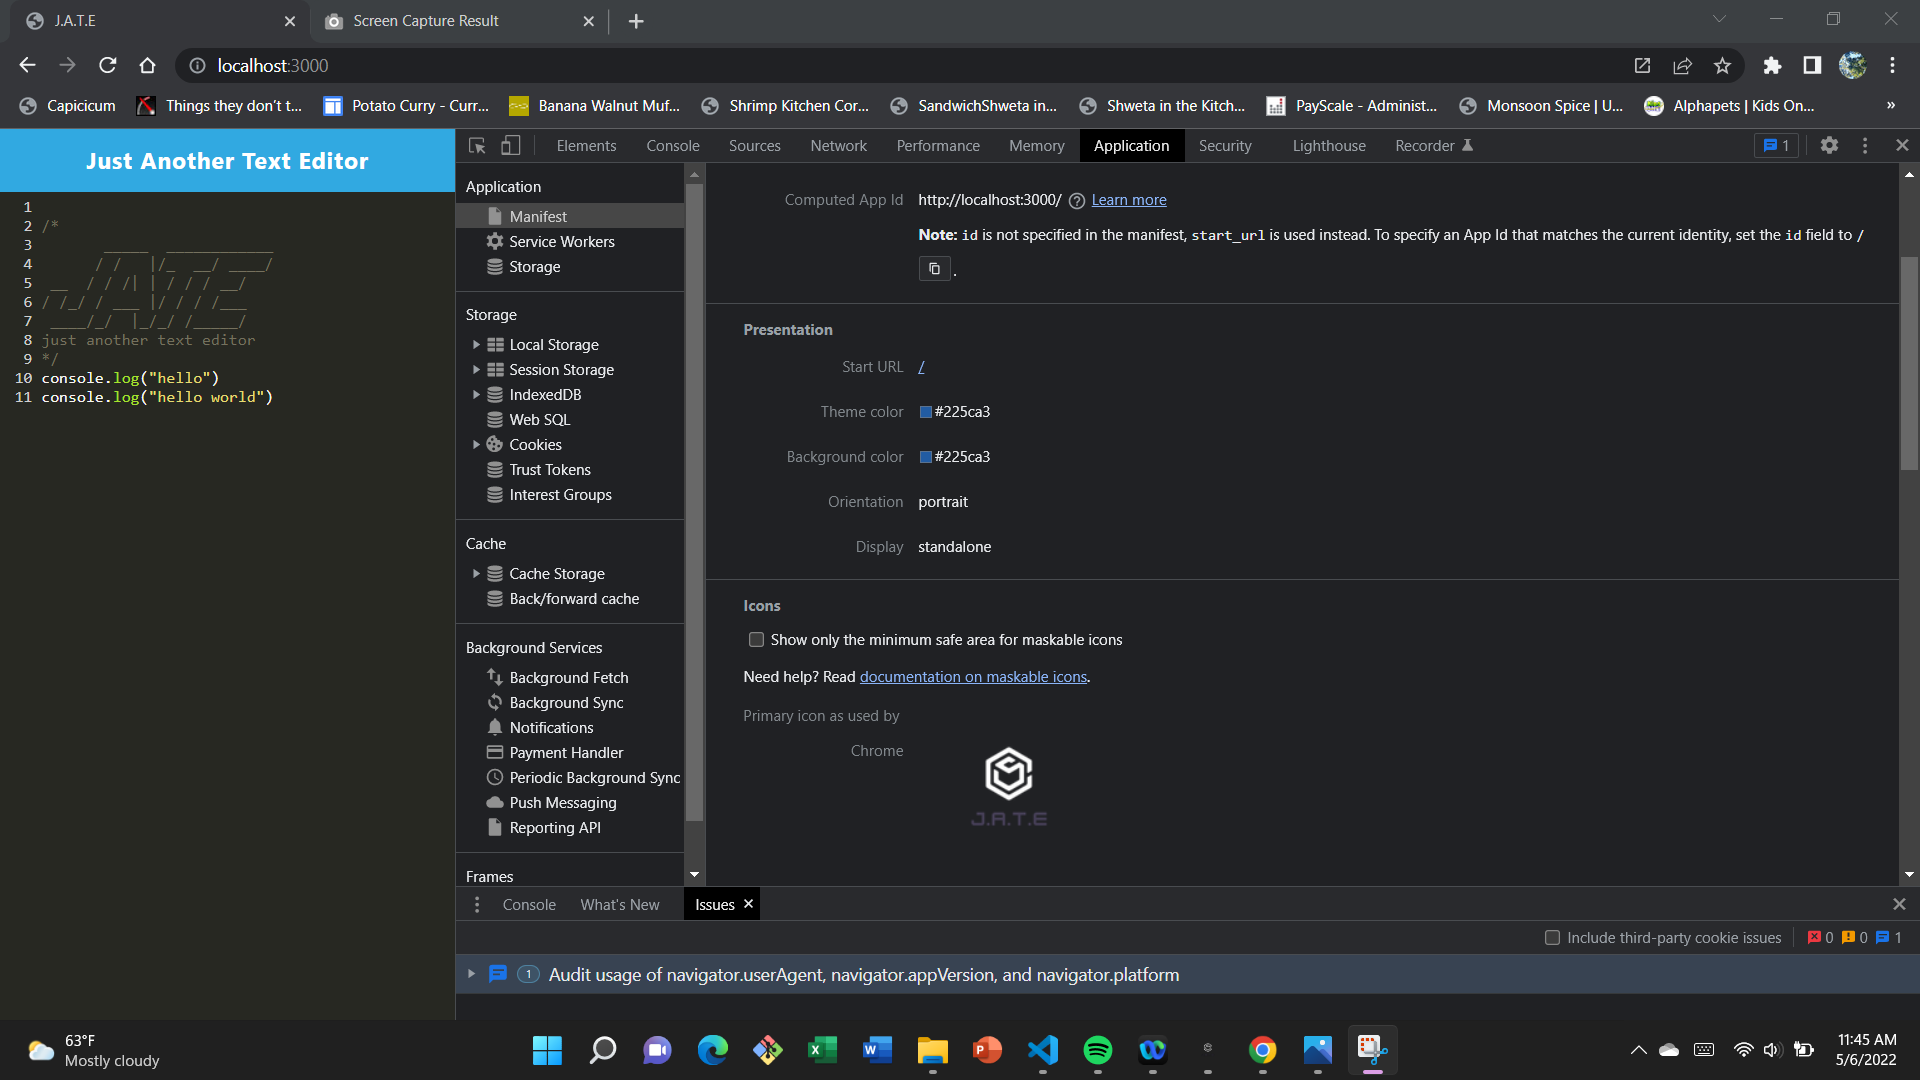 J.A.T.E
Screen Capture Result
localhost:3000
Capicicum
Things they don't t...
Potato Curry - Curr...
Banana Walnut Muf...
Shrimp Kitchen Cor...
SandwichShweta in...
Shweta in the Kitch...
PayScale - Administ...
Monsoon Spice | U...
Alphapets | Kids On...
»
Just Another Text Editor
1
2 /*
3         _____  ____________
4        / /   |/_  __/ ____/
5   __  / / /| | / / / __/
6 / /_/ / ___ |/ / / /___
7  ____/_/  |_/_/ /_____/
8 just another text editor
9 */
10 console.log("hello")
11 console.log("hello world")
Elements Console Sources Network Performance Memory Application Security Lighthouse Recorder 1
Application
Manifest
Service Workers
Storage
Storage
Local Storage
Session Storage
IndexedDB
Web SQL
Cookies
Trust Tokens
Interest Groups
Cache
Cache Storage
Back/forward cache
Background Services
Background Fetch
Background Sync
Notifications
Payment Handler
Periodic Background Sync
Push Messaging
Reporting API
Frames
Computed App Id http://localhost:3000/ ? Learn more
Note: id is not specified in the manifest, start_url is used instead. To specify an App Id that matches the current identity, set the id field to /
.
Presentation
Start URL /
Theme color #225ca3
Background color #225ca3
Orientation portrait
Display standalone
Icons
Show only the minimum safe area for maskable icons
Need help? Read documentation on maskable icons.
Primary icon as used by
Chrome
J.A.T.E
Console What's New Issues
Include third-party cookie issues 0 0 1
1 Audit usage of navigator.userAgent, navigator.appVersion, and navigator.platform
63°F
Mostly cloudy
11:45 AM
5/6/2022